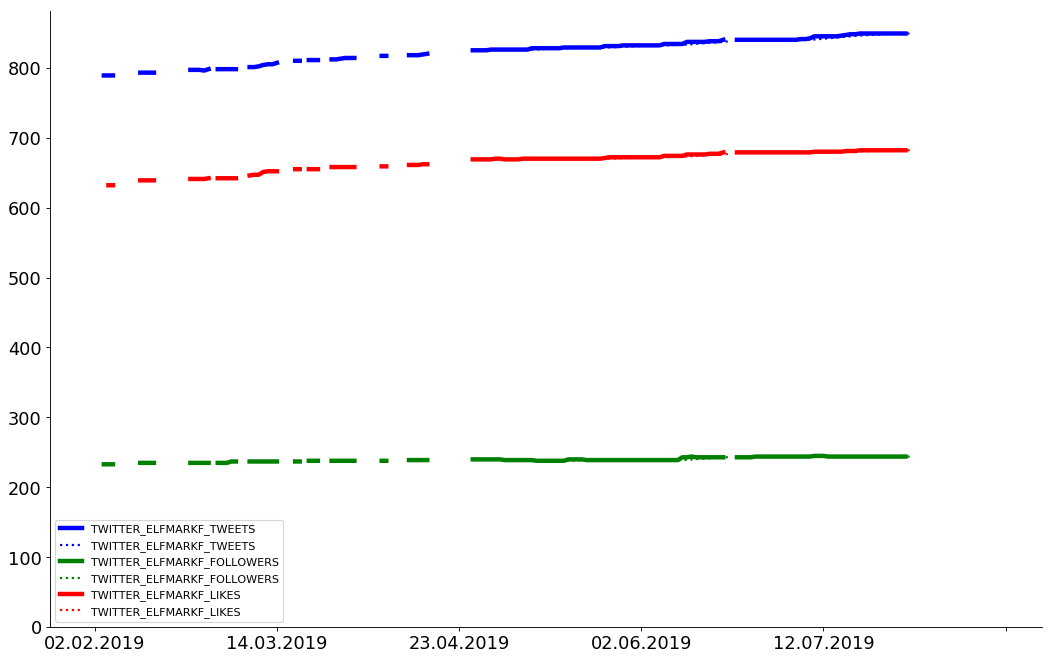 800
700
600
500
400
300
200
100
0
TWITTER_ELFMARKF_TWEETS
TWITTER_ELFMARKF_TWEETS
TWITTER_ELFMARKF_FOLLOWERS
TWITTER_ELFMARKF_FOLLOWERS
TWITTER_ELFMARKF_LIKES
TWITTER_ELFMARKF_LIKES
02.02.2019 14.03.2019 23.04.2019 02.06.2019 12.07.2019